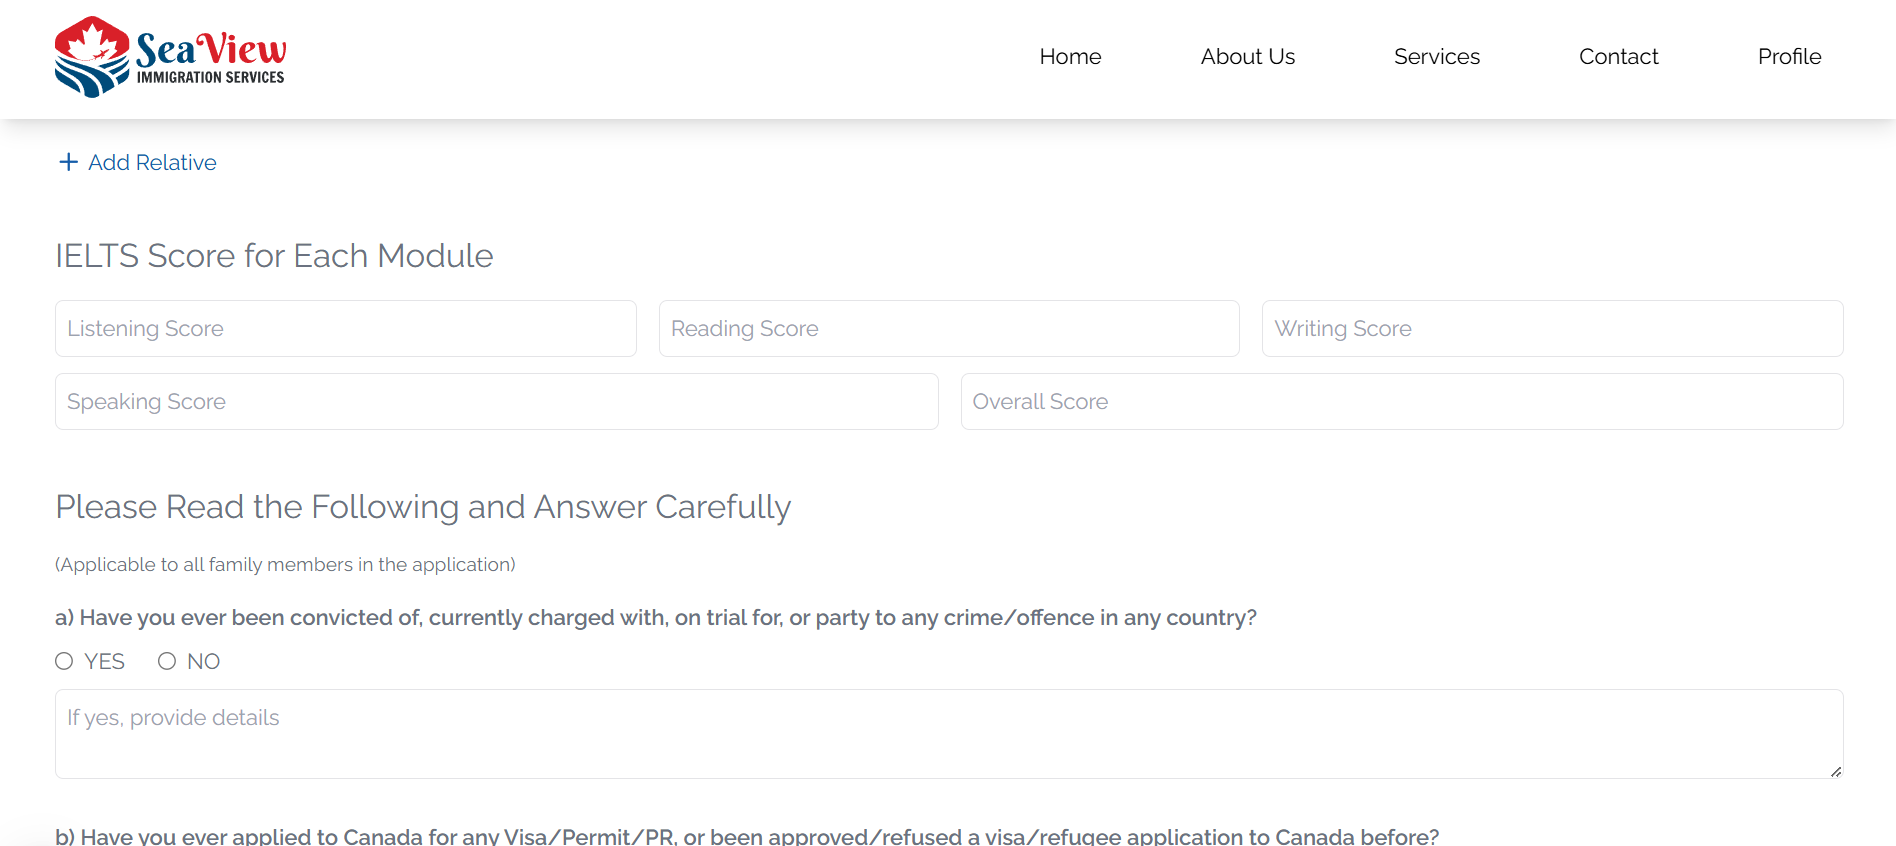 SeaView
IMMIGRATION SERVICES
Home
About Us
Services
Contact
Profile
+ Add Relative
IELTS Score for Each Module
Listening Score
Reading Score
Writing Score
Speaking Score
Overall Score
Please Read the Following and Answer Carefully
(Applicable to all family members in the application)
a) Have you ever been convicted of, currently charged with, on trial for, or party to any crime/offence in any country?
YES
NO
If yes, provide details
b) Have you ever applied to Canada for any Visa/Permit/PR, or been approved/refused a visa/refugee application to Canada before?